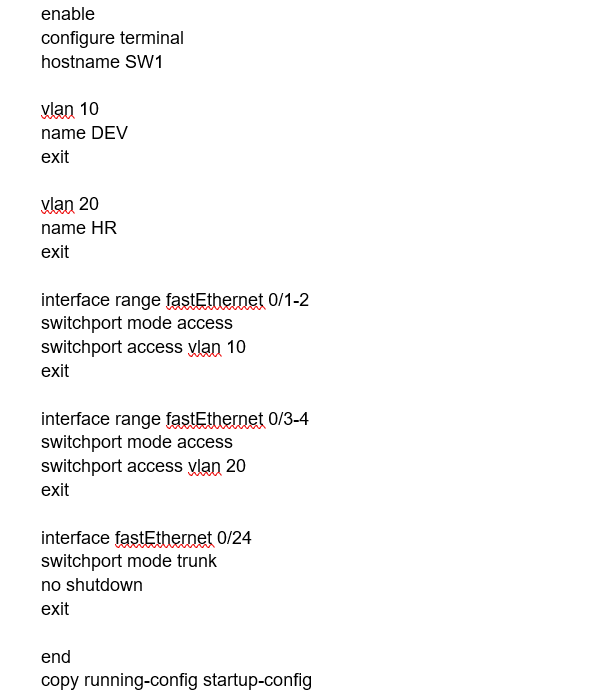 enable
configure terminal
hostname SW1
vlan 10
name DEV
exit
vlan 20
name HR
exit
interface range fastEthernet 0/1-2
switchport mode access
switchport access vlan 10
exit
interface range fastEthernet 0/3-4
switchport mode access
switchport access vlan 20
exit
interface fastEthernet 0/24
switchport mode trunk
no shutdown
exit
end
copy running-config startup-config